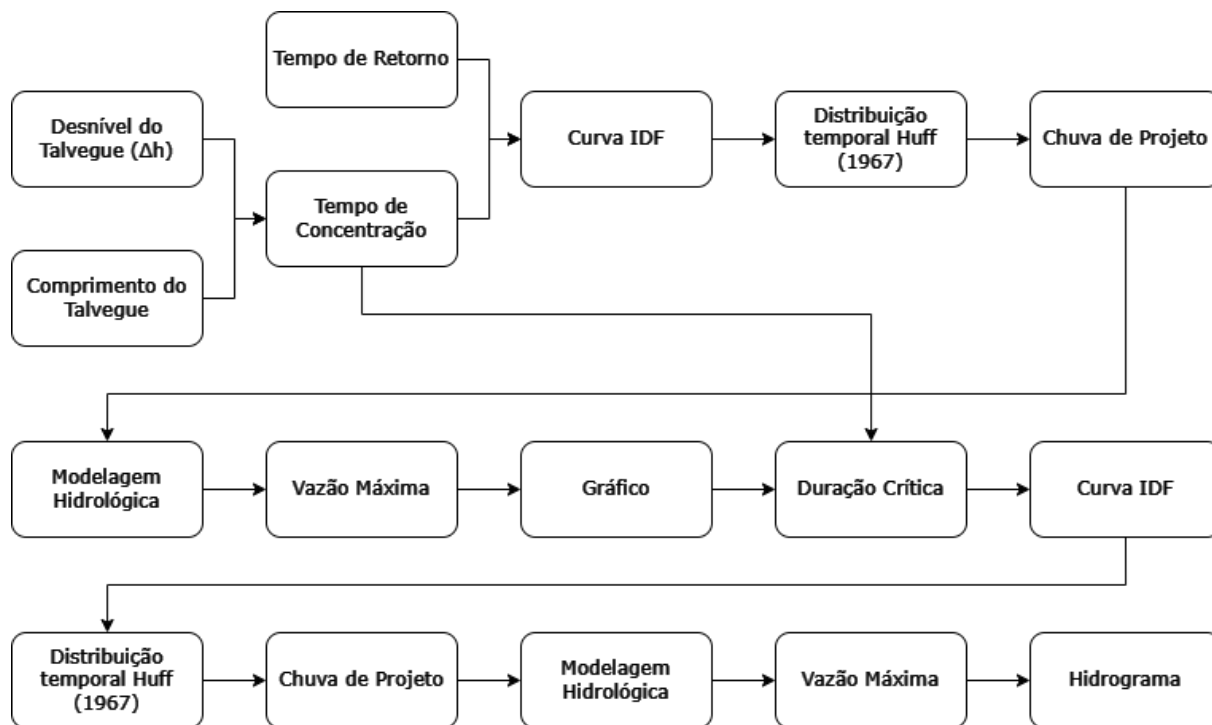 Tempo de Retorno
Desnível do
Talvegue (Δh)
Curva IDF
Distribuição
temporal Huff
(1967)
Chuva de Projeto
Tempo de
Concentração
Comprimento do
Talvegue
Modelagem
Hidrológica
Vazão Máxima
Gráfico
Duração Crítica
Curva IDF
Distribuição
temporal Huff
(1967)
Chuva de Projeto
Modelagem
Hidrológica
Vazão Máxima
Hidrograma